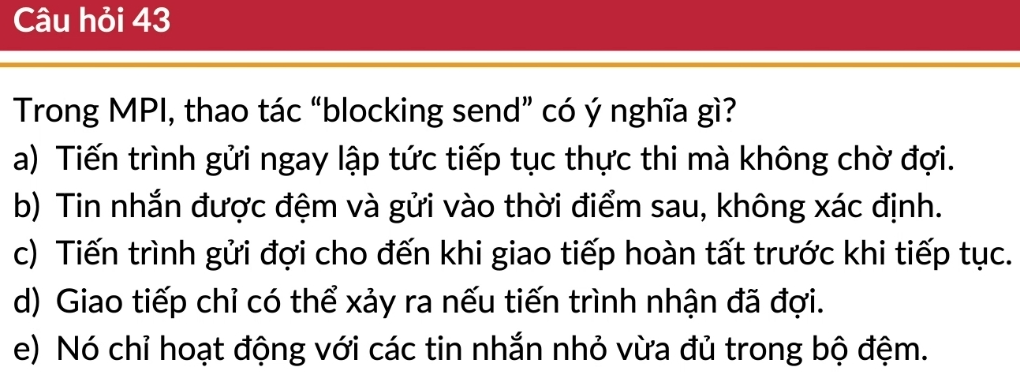 Câu hỏi 43
Trong MPI, thao tác “blocking send” có ý nghĩa gì?
a) Tiến trình gửi ngay lập tức tiếp tục thực thi mà không chờ đợi.
b) Tin nhắn được đệm và gửi vào thời điểm sau, không xác định.
c) Tiến trình gửi đợi cho đến khi giao tiếp hoàn tất trước khi tiếp tục.
d) Giao tiếp chỉ có thể xảy ra nếu tiến trình nhận đã đợi.
e) Nó chỉ hoạt động với các tin nhắn nhỏ vừa đủ trong bộ đệm.